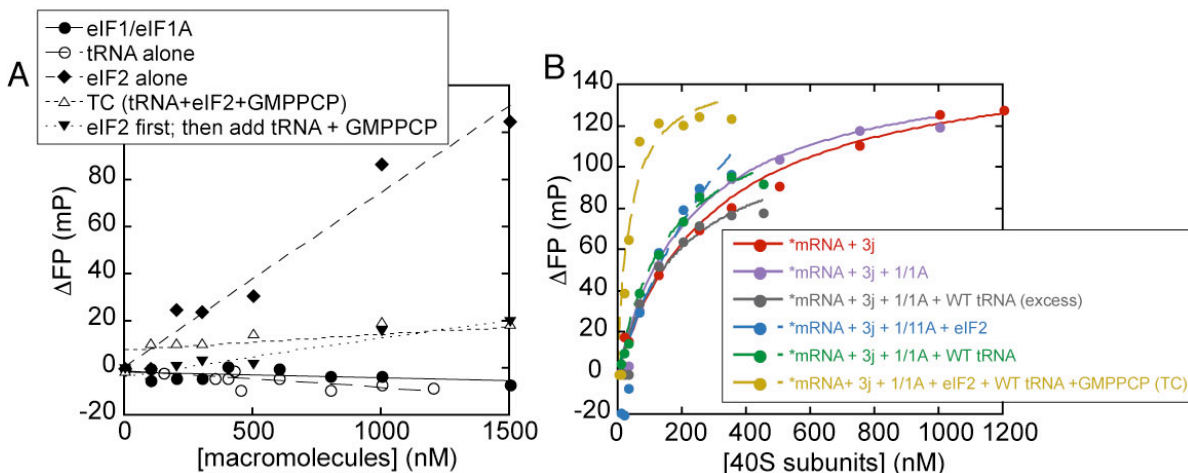 A
eIF1/eIF1A
tRNA alone
eIF2 alone
TC (tRNA+eIF2+GMPPCP)
eIF2 first; then add tRNA + GMPPCP
80
60
40
20
0
-20
ΔFP (mP)
0
500
1000
1500
[macromolecules] (nM)
B
140
120
100
80
60
40
20
0
-20
ΔFP (mP)
*mRNA + 3j
*mRNA + 3j + 1/1A
*mRNA + 3j + 1/1A + WT tRNA (excess)
*mRNA + 3j + 1/11A + eIF2
*mRNA + 3j + 1/1A + WT tRNA
*mRNA+ 3j + 1/1A + eIF2 + WT tRNA +GMPPCP (TC)
0
200
400
600
800
1000
1200
[40S subunits] (nM)